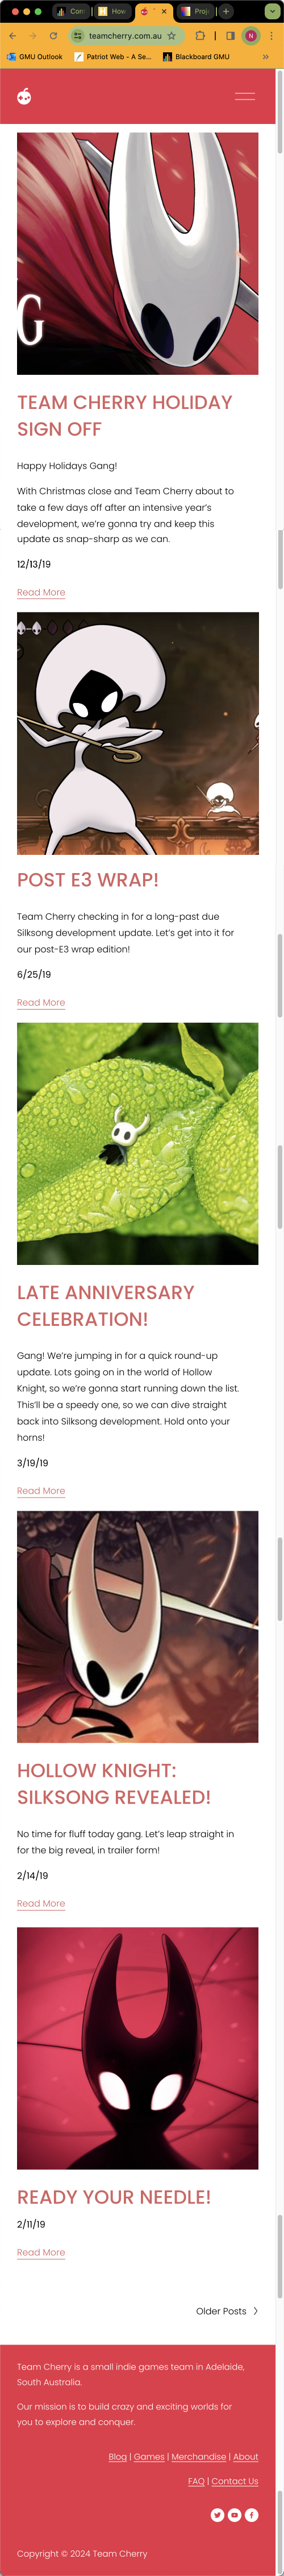 Can
How
Proj
teamcherry.com.au
N
GMU Outlook
Patriot Web - A Se...
Blackboard GMU
G
TEAM CHERRY HOLIDAY
SIGN OFF
Happy Holidays Gang!
With Christmas close and Team Cherry about to
take a few days off after an intensive year's
development, we're gonna try and keep this
update as snap-sharp as we can.
12/13/19
Read More
POST E3 WRAP!
Team Cherry checking in for a long-past due
Silksong development update. Let's get into it for
our post-E3 wrap edition!
6/25/19
Read More
LATE ANNIVERSARY
CELEBRATION!
Gang! We're jumping in for a quick round-up
update. Lots going on in the world of Hollow
Knight, so we're gonna start running down the list.
This'll be a speedy one, so we can dive straight
back into Silksong development. Hold onto your
horns!
3/19/19
Read More
HOLLOW KNIGHT:
SILKSONG REVEALED!
No time for fluff today gang. Let's leap straight in
for the big reveal, in trailer form!
2/14/19
Read More
READY YOUR NEEDLE!
2/11/19
Read More
Older Posts
Team Cherry is a small indie games team in Adelaide,
South Australia.
Our mission is to build crazy and exciting worlds for
you to explore and conquer.
Blog | Games | Merchandise | About
FAQ | Contact Us
Copyright © 2024 Team Cherry